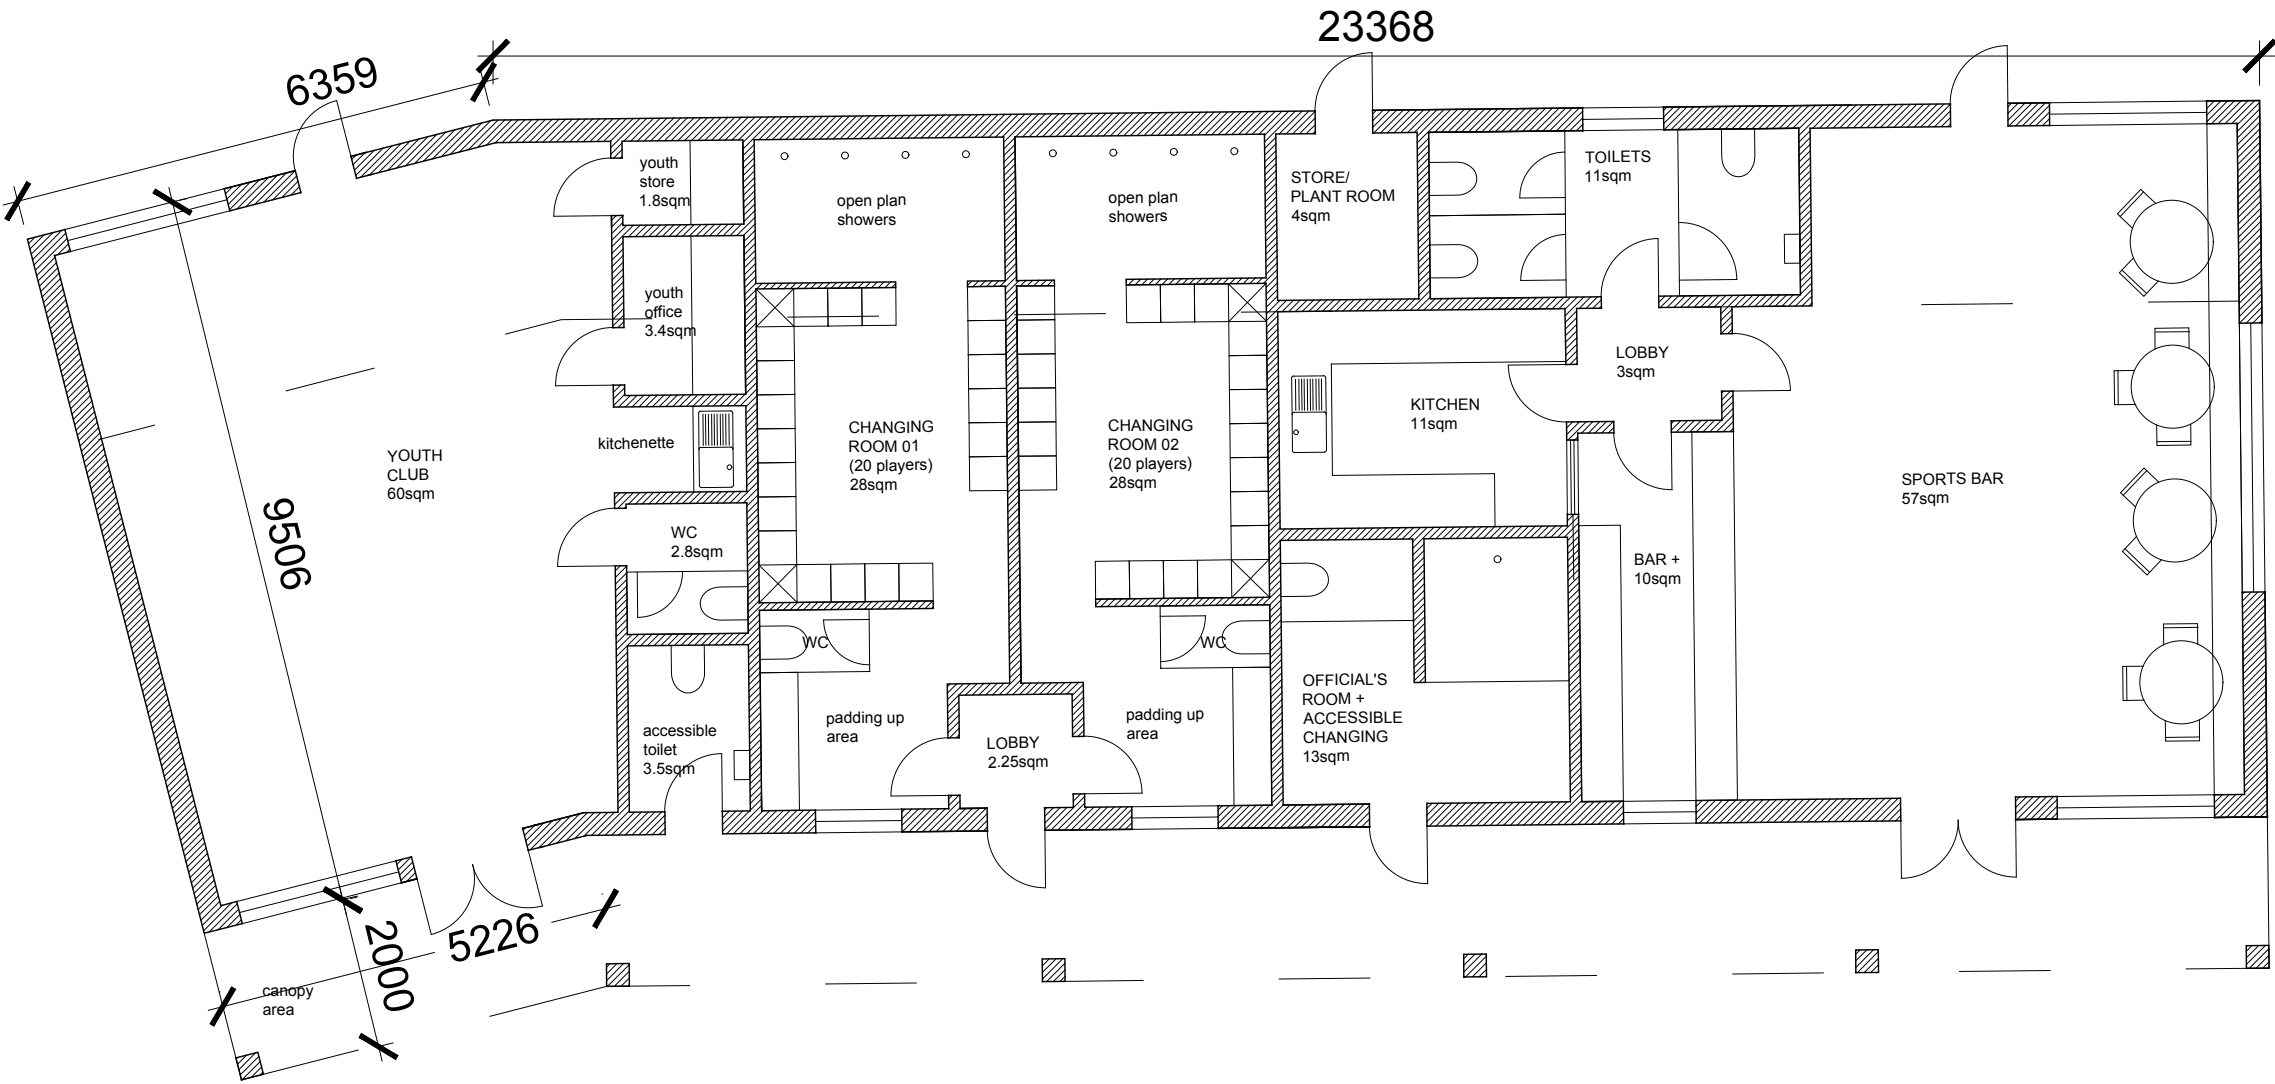 23368
6359
youth
store
1.8sqm
open plan
showers
open plan
showers
STORE/
PLANT ROOM
4sqm
TOILETS
11sqm
youth
office
3.4sqm
LOBBY
3sqm
KITCHEN
11sqm
kitchenette
CHANGING
ROOM 01
(20 players)
28sqm
CHANGING
ROOM 02
(20 players)
28sqm
YOUTH
CLUB
60sqm
SPORTS BAR
57sqm
9506
WC
2.8sqm
BAR +
10sqm
WC
WC
OFFICIAL'S
ROOM +
ACCESSIBLE
CHANGING
13sqm
accessible
toilet
3.5sqm
padding up
area
LOBBY
2.25sqm
padding up
area
5226
2000
canopy
area